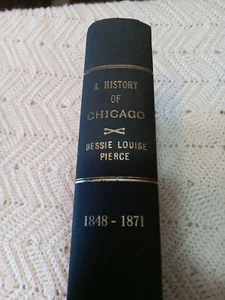 A HISTORY
OF
CHICAGO
BESSIE LOUISE
PIERCE
1848 - 1871